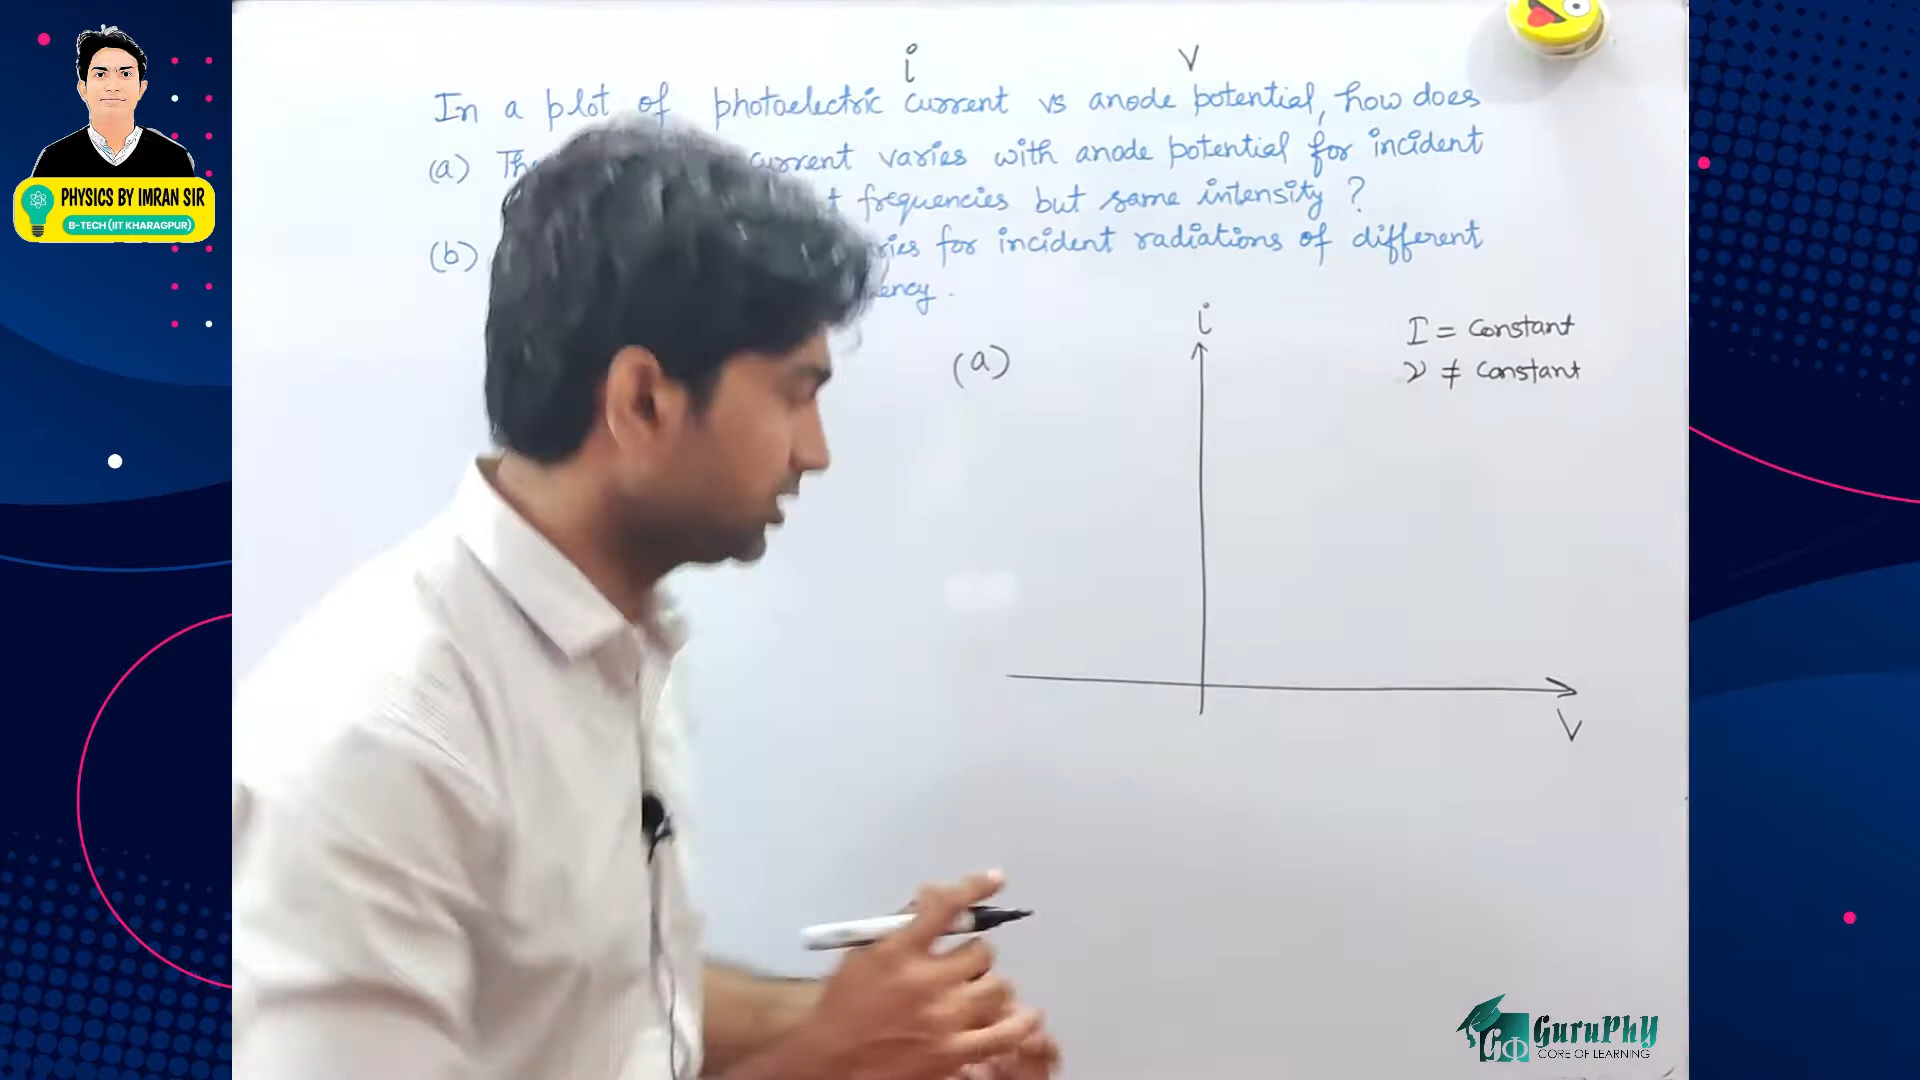 PHYSICS BY IMRAN SIR
B-TECH (IIT KHARAGPUR)
i V
In a plot of photoelectric current vs anode potential, how does
(a) current varies with anode potential for incident
frequencies but same intensity ?
(b) for incident radiations of different
(a)
i
I = constant
ν ≠ constant
V
GΦ
GuruPhy
CORE OF LEARNING